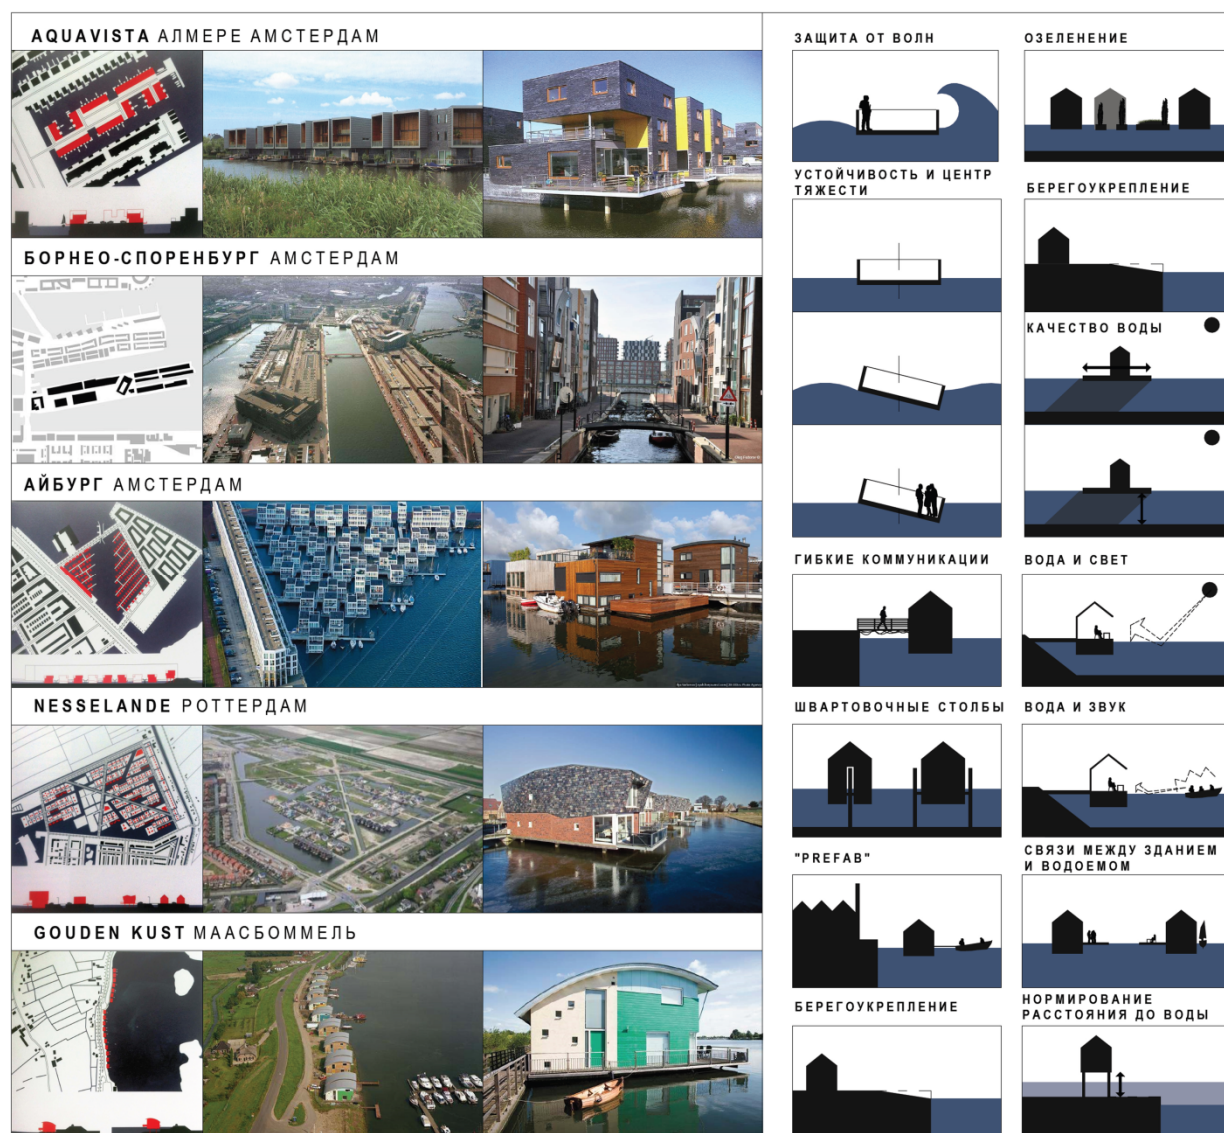 AQUAVISTA АЛМЕРЕ АМСТЕРДАМ
БОРНЕО-СПОРЕНБУРГ АМСТЕРДАМ
АЙБУРГ АМСТЕРДАМ
NESSELANDE РОТТЕРДАМ
GOUDEN KUST МААСБОММЕЛЬ
ЗАЩИТА ОТ ВОЛН
УСТОЙЧИВОСТЬ И ЦЕНТР
ТЯЖЕСТИ
ГИБКИЕ КОММУНИКАЦИИ
ШВАРТОВОЧНЫЕ СТОЛБЫ
"PREFAB"
БЕРЕГОУКРЕПЛЕНИЕ
ОЗЕЛЕНЕНИЕ
БЕРЕГОУКРЕПЛЕНИЕ
КАЧЕСТВО ВОДЫ
ВОДА И СВЕТ
ВОДА И ЗВУК
СВЯЗИ МЕЖДУ ЗДАНИЕМ
И ВОДОЕМОМ
НОРМИРОВАНИЕ
РАССТОЯНИЯ ДО ВОДЫ